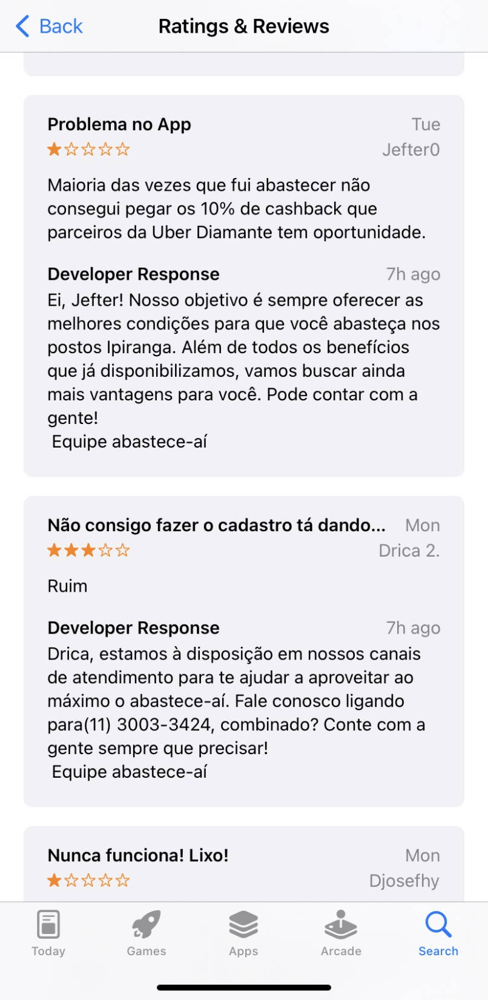 Back
Ratings & Reviews
Problema no App
Tue
Jefter0
Maioria das vezes que fui abastecer não
consegui pegar os 10% de cashback que
parceiros da Uber Diamante tem oportunidade.
Developer Response
7h ago
Ei, Jefter! Nosso objetivo é sempre oferecer as
melhores condições para que você abasteça nos
postos Ipiranga. Além de todos os benefícios
que já disponibilizamos, vamos buscar ainda
mais vantagens para você. Pode contar com a
gente!
Equipe abastece-aí
Não consigo fazer o cadastro tá dando...
Mon
Drica 2.
Ruim
Developer Response
7h ago
Drica, estamos à disposição em nossos canais
de atendimento para te ajudar a aproveitar ao
máximo o abastece-aí. Fale conosco ligando
para(11) 3003-3424, combinado? Conte com a
gente sempre que precisar!
Equipe abastece-aí
Nunca funciona! Lixo!
Mon
Djosefhy
Today
Games
Apps
Arcade
Search